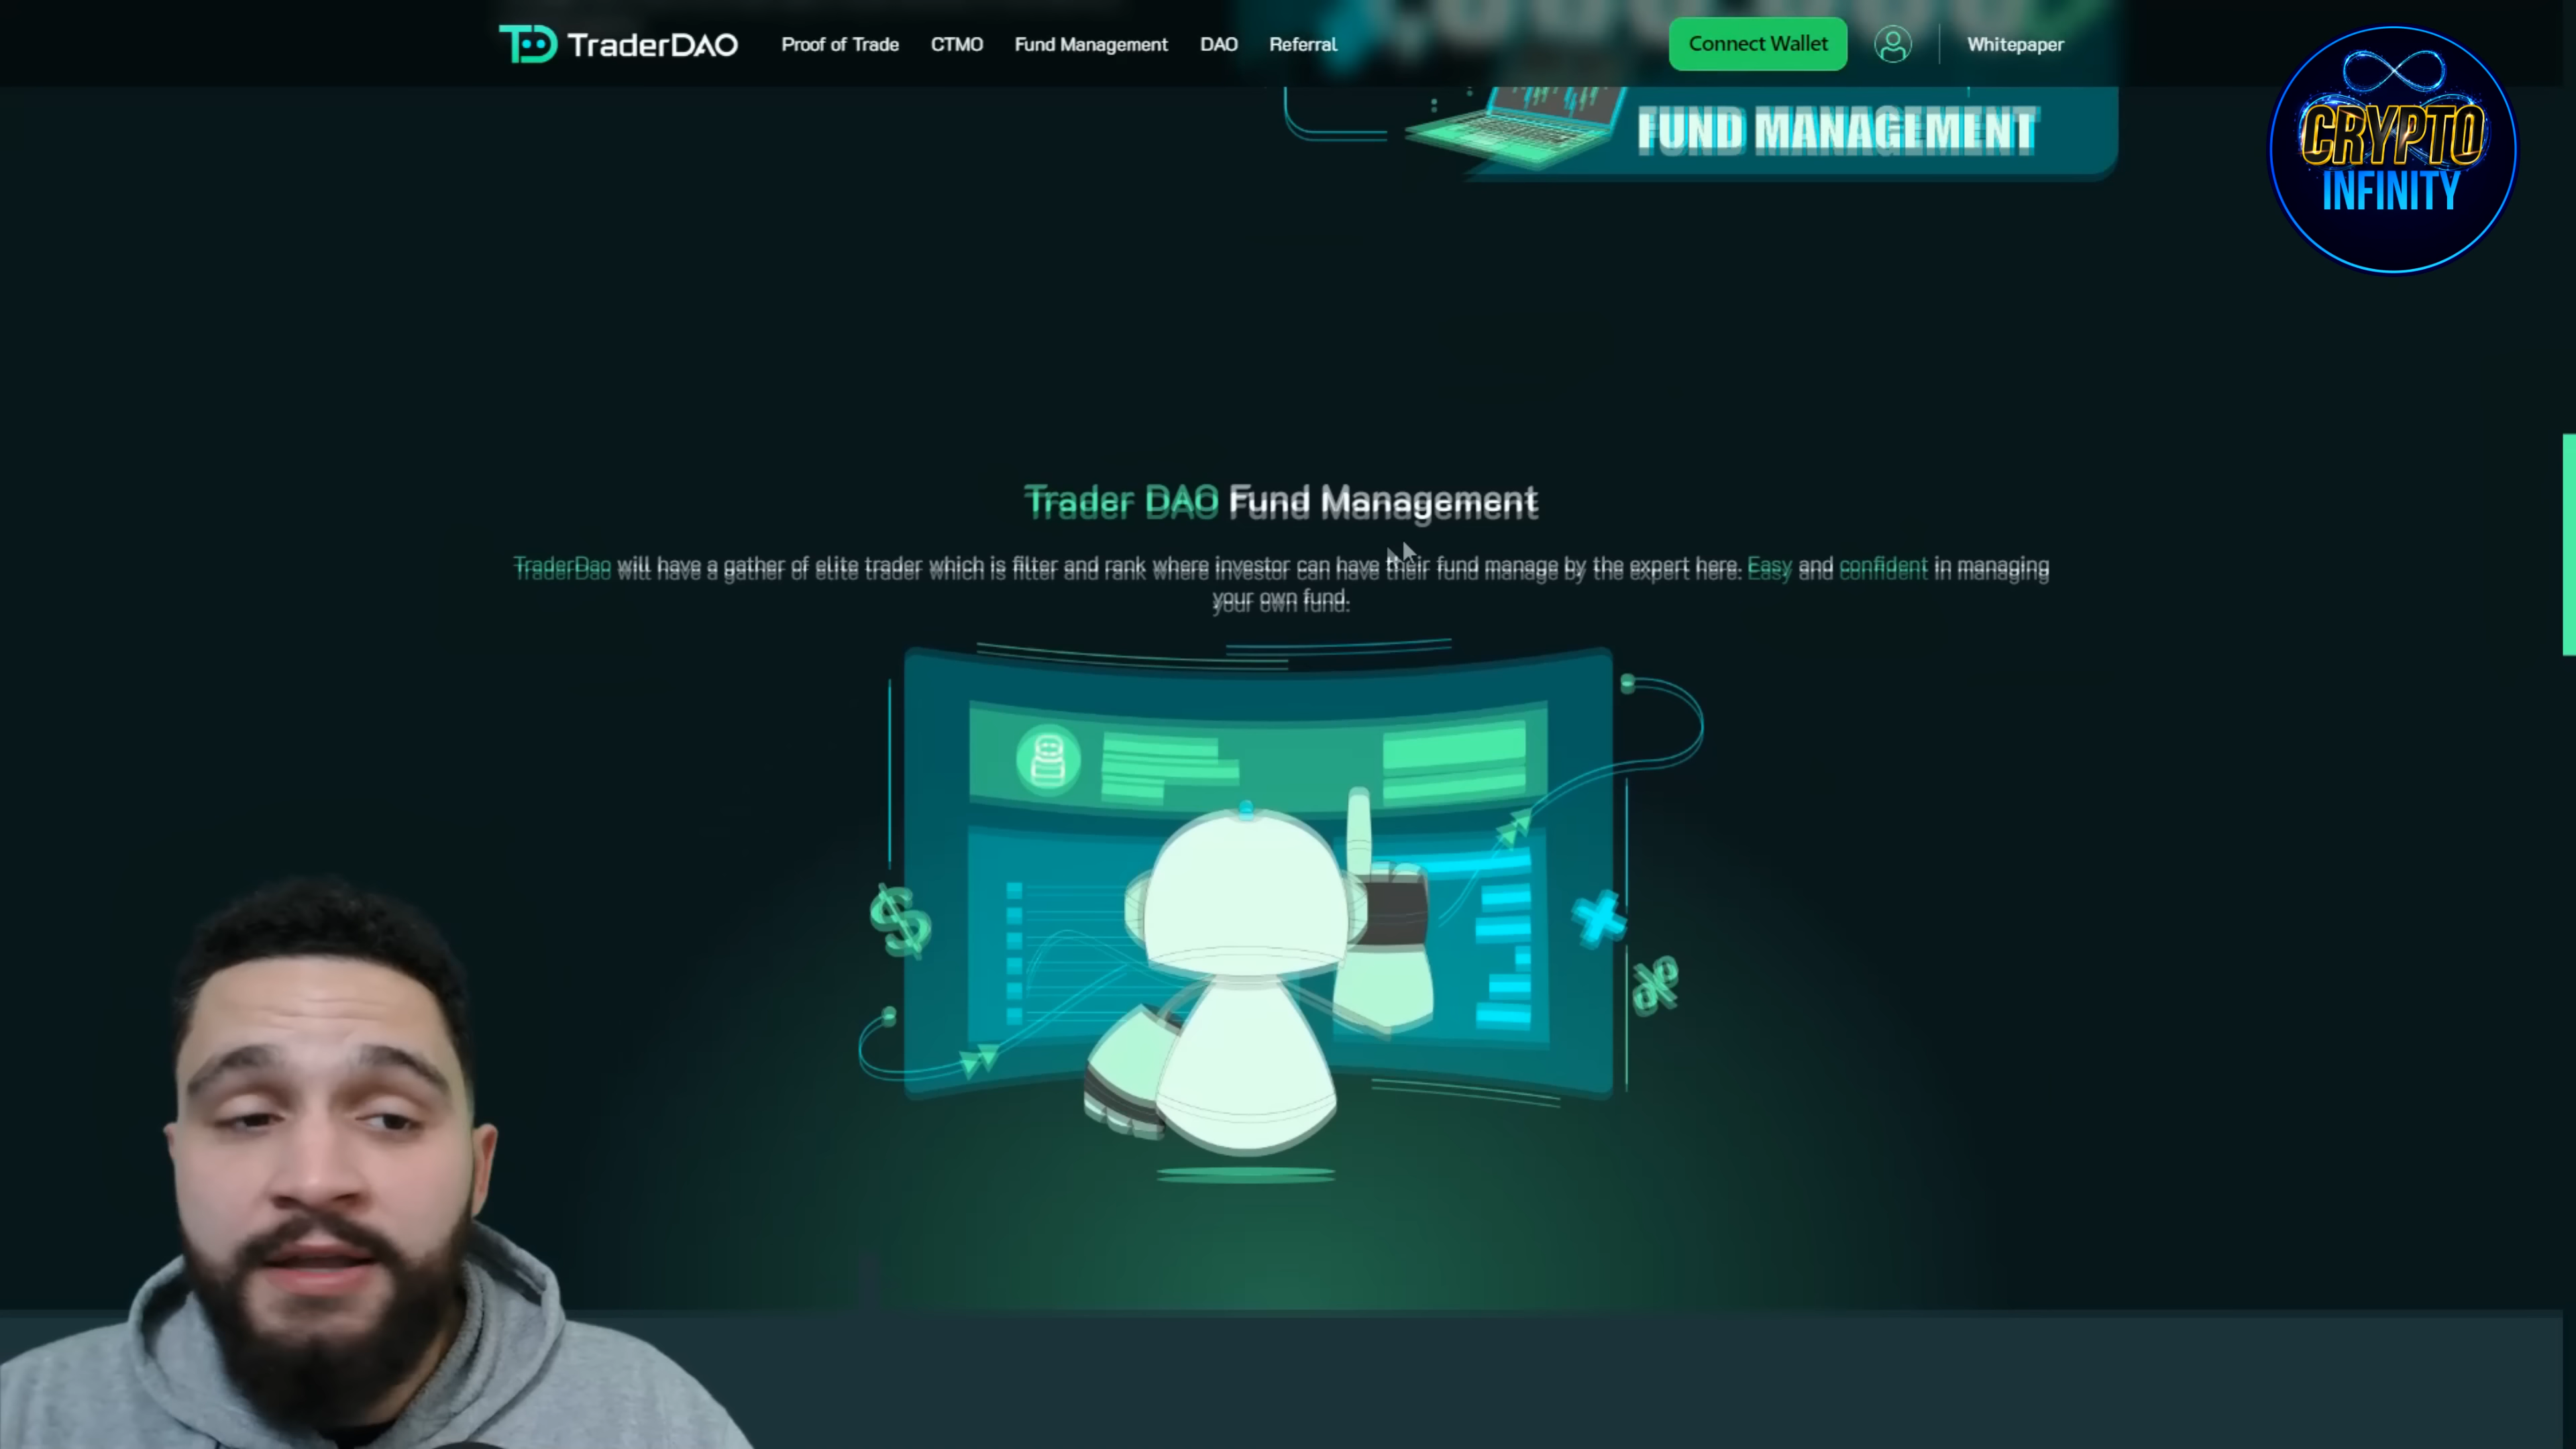 TraderDAO
Proof of Trade
CTMO
Fund Management
DAO
Referral
Connect Wallet
Whitepaper
CRYPTO
INFINITY
FUND MANAGEMENT
Trader DAO Fund Management
TraderDao will have a gather of elite trader which is filter and rank where investor can have their fund manage by the expert here. Easy and confident in managing
your own fund.